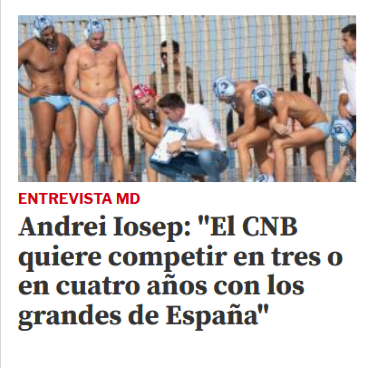 ENTREVISTA MD
Andrei Iosep: "El CNB
quiere competir en tres o
en cuatro años con los
grandes de España"